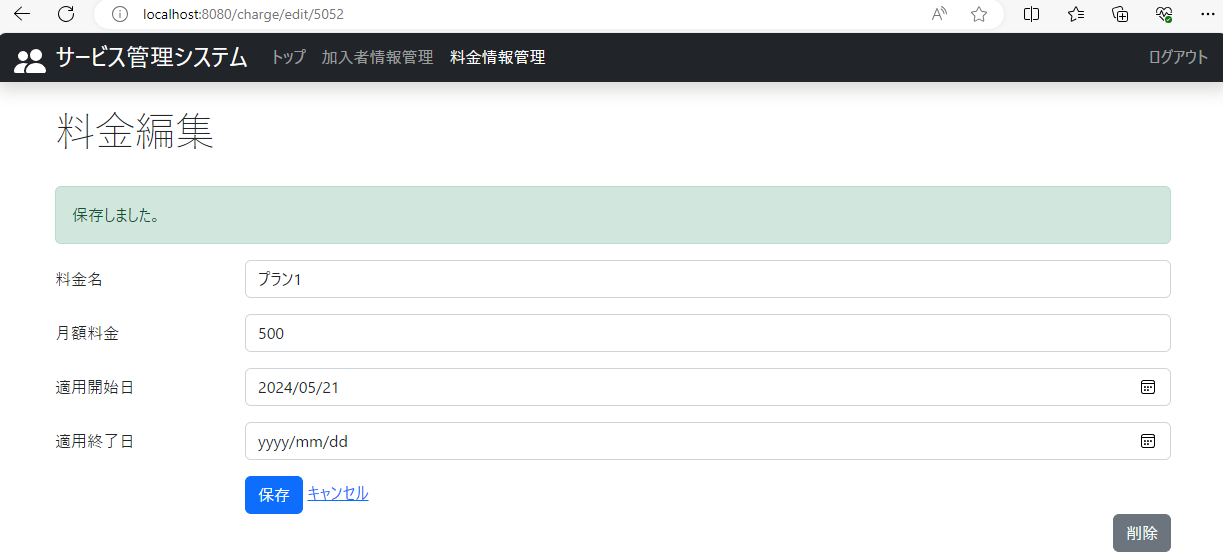 localhost:8080/charge/edit/5052
サービス管理システム トップ 加入者情報管理 料金情報管理 ログアウト
料金編集
保存しました。
料金名 プラン1
月額料金 500
適用開始日 2024/05/21
適用終了日 yyyy/mm/dd
保存 キャンセル
削除